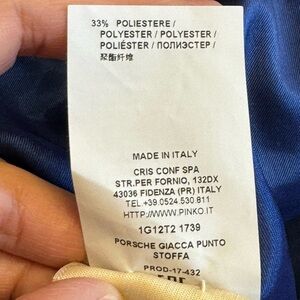 33% POLIESTERE /
POLYESTER / POLYESTER /
POLIÉSTER / ПОЛИЭСТЕР /
聚酯纤维
MADE IN ITALY
CRIS CONF SPA
STR.PER FORNIO, 132DX
43036 FIDENZA (PR) ITALY
TEL.+39.0524.530.811
HTTP://WWW.PINKO.IT
1G12T2 1739
PORSCHE GIACCA PUNTO
STOFFA
PROD-17-432